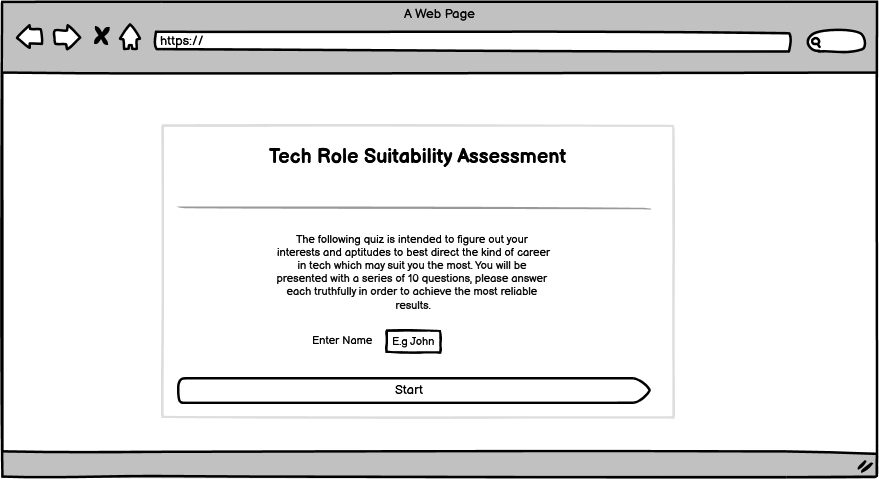 A Web Page
https://
Tech Role Suitability Assessment
The following quiz is intended to figure out your
interests and aptitudes to best direct the kind of career
in tech which may suit you the most. You will be
presented with a series of 10 questions, please answer
each truthfully in order to achieve the most reliable
results.
Enter Name E.g John
Start